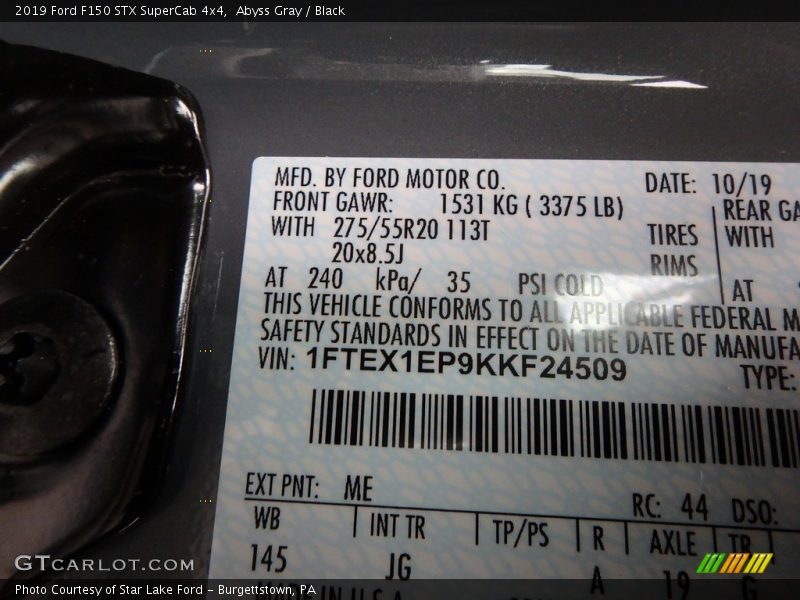 2019 Ford F150 STX SuperCab 4x4, Abyss Gray / Black
MFD. BY FORD MOTOR CO. DATE: 10/19
FRONT GAWR: 1531 KG ( 3375 LB) REAR GA
WITH 275/55R20 113T TIRES WITH
20x8.5J RIMS
AT 240 kPa/ 35 PSI COLD AT
THIS VEHICLE CONFORMS TO ALL APPLICABLE FEDERAL M
SAFETY STANDARDS IN EFFECT ON THE DATE OF MANUFA
VIN: 1FTEX1EP9KKF24509 TYPE:
EXT PNT: ME RC: 44 DSO:
WB INT TR TP/PS R AXLE TR
145 JG A 19 G
MADE IN U.S.A.
GTCARLOT.COM
Photo Courtesy of Star Lake Ford - Burgettstown, PA